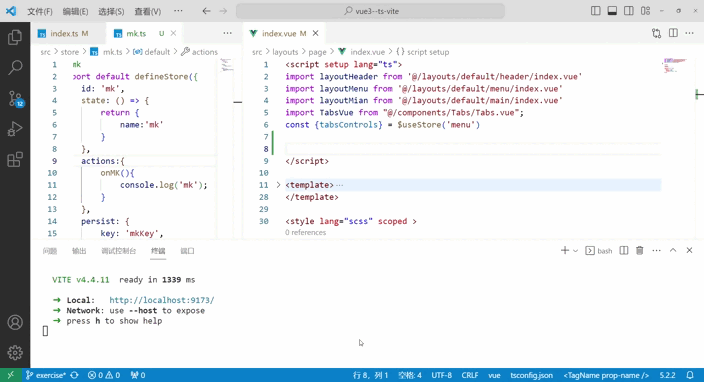 文件(F) 编辑(E) 选择(S) 查看(V) ··· vue3--ts-vite
index.ts M mk.ts U ··· index.vue M
src > store > mk.ts > default > actions
src > layouts > page > index.vue > {} script setup
1 mk
2 port default defineStore({
3 id: 'mk',
4 state: () => {
5 return {
6 name:'mk'
7 }
8 },
9 actions:{
10 onMK(){
11 console.log('mk');
12 }
13 },
14 persist: {
15 key: 'mkKey',
1 <script setup lang="ts">
2 import layoutHeader from '@/layouts/default/header/index.vue'
3 import layoutMenu from '@/layouts/default/menu/index.vue'
4 import layoutMian from '@/layouts/default/main/index.vue'
5 import TabsVue from "@/components/Tabs/Tabs.vue";
6 const {tabsControls} = $useStore('menu')
7
8
9 </script>
10
11 <template>···
28 </template>
29
30 <style lang="scss" scoped >
0 references
问题 输出 调试控制台 终端 端口 bash
VITE v4.4.11 ready in 1339 ms
➜ Local: http://localhost:9173/
➜ Network: use --host to expose
➜ press h to show help
12
exercise* 0 0 0 行 8，列 1 空格: 4 UTF-8 CRLF vue tsconfig.json <TagName prop-name /> 5.2.2